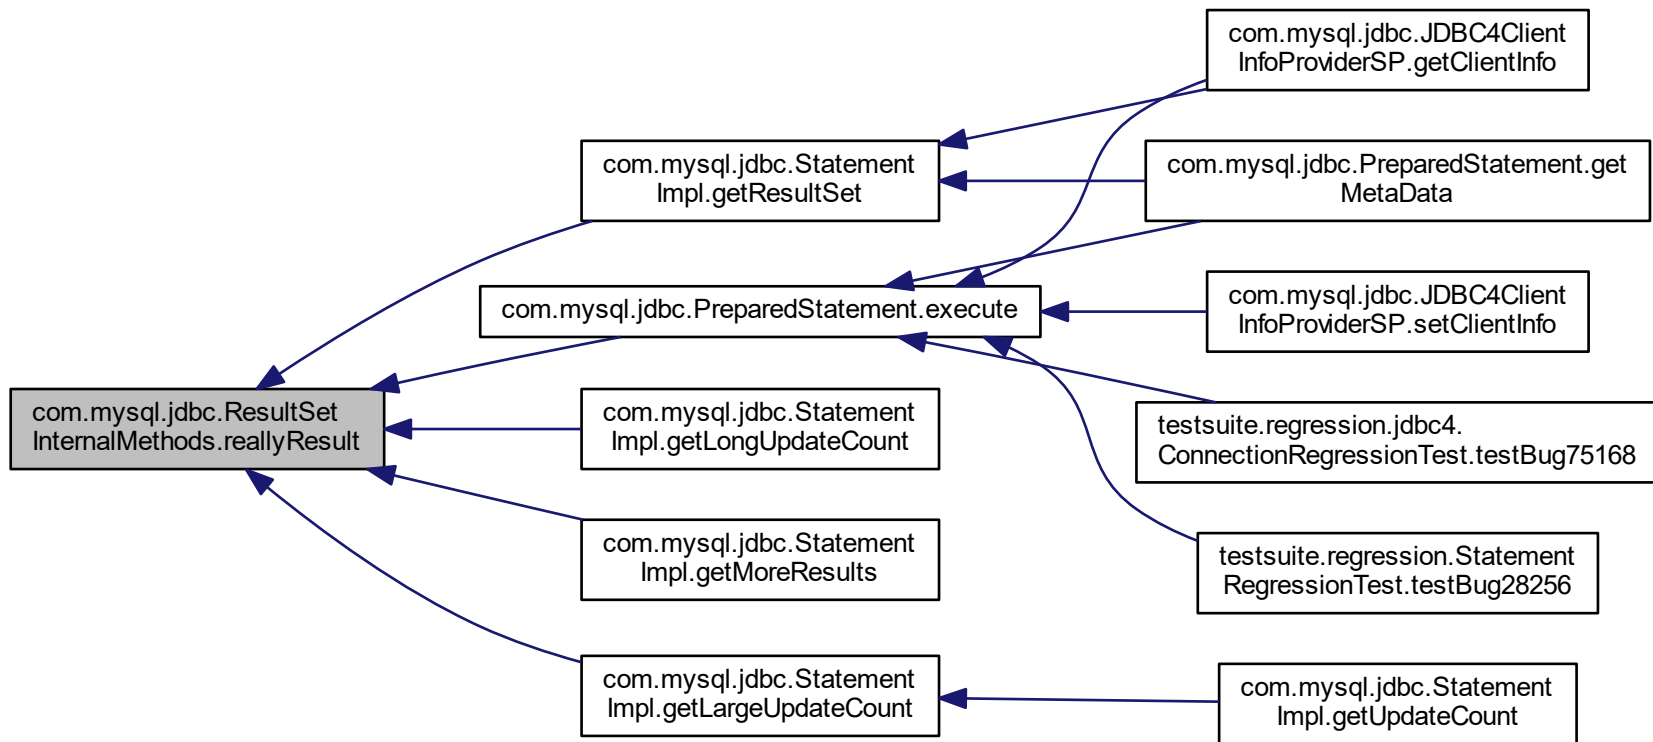 com.mysql.jdbc.JDBC4Client
InfoProviderSP.getClientInfo
com.mysql.jdbc.Statement
Impl.getResultSet
com.mysql.jdbc.PreparedStatement.get
MetaData
com.mysql.jdbc.PreparedStatement.execute
com.mysql.jdbc.JDBC4Client
InfoProviderSP.setClientInfo
com.mysql.jdbc.ResultSet
InternalMethods.reallyResult
com.mysql.jdbc.Statement
Impl.getLongUpdateCount
testsuite.regression.jdbc4.
ConnectionRegressionTest.testBug75168
com.mysql.jdbc.Statement
Impl.getMoreResults
testsuite.regression.Statement
RegressionTest.testBug28256
com.mysql.jdbc.Statement
Impl.getLargeUpdateCount
com.mysql.jdbc.Statement
Impl.getUpdateCount